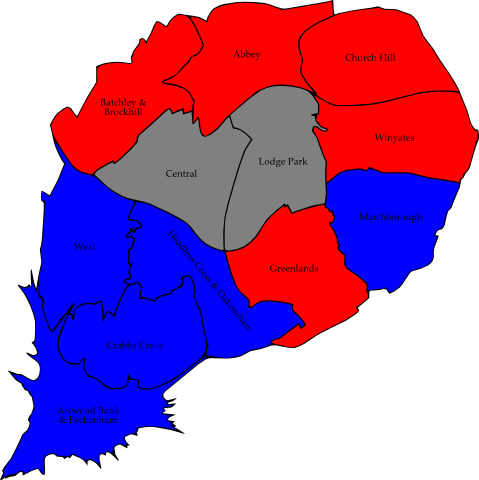 Abbey
Church Hill
Batchley &
Brockhill
Winyates
Central
Lodge Park
Matchborough
West
Headless Cross & Oakenshaw
Greenlands
Crabbs Cross
Astwood Bank
& Feckenham